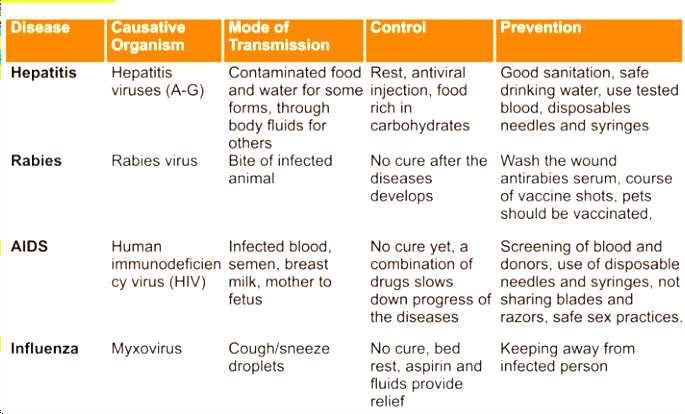 Disease Causative Organism Mode of Transmission Control Prevention
Hepatitis
Hepatitis
viruses (A-G)
Contaminated food
and water for some
forms, through
body fluids for
others
Rest, antiviral
injection, food
rich in
carbohydrates
Good sanitation, safe
drinking water, use tested
blood, disposables
needles and syringes
Rabies
Rabies virus
Bite of infected
animal
No cure after the
diseases
develops
Wash the wound
antirabies serum, course
of vaccine shots, pets
should be vaccinated,
AIDS
Human
immunodeficien
cy virus (HIV)
Infected blood,
semen, breast
milk, mother to
fetus
No cure yet, a
combination of
drugs slows
down progress of
the diseases
Screening of blood and
donors, use of disposable
needles and syringes, not
sharing blades and
razors, safe sex practices.
Influenza
Myxovirus
Cough/sneeze
droplets
No cure, bed
rest, aspirin and
fluids provide
relief
Keeping away from
infected person